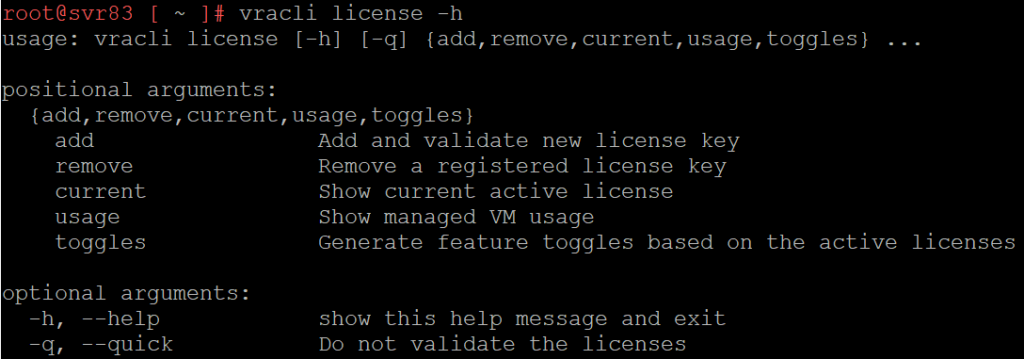 root@svr83 [ ~ ]# vracli license -h
usage: vracli license [-h] [-q] {add,remove,current,usage,toggles} ...

positional arguments:
  {add,remove,current,usage,toggles}
    add                 Add and validate new license key
    remove              Remove a registered license key
    current             Show current active license
    usage               Show managed VM usage
    toggles             Generate feature toggles based on the active licenses

optional arguments:
  -h, --help            show this help message and exit
  -q, --quick           Do not validate the licenses